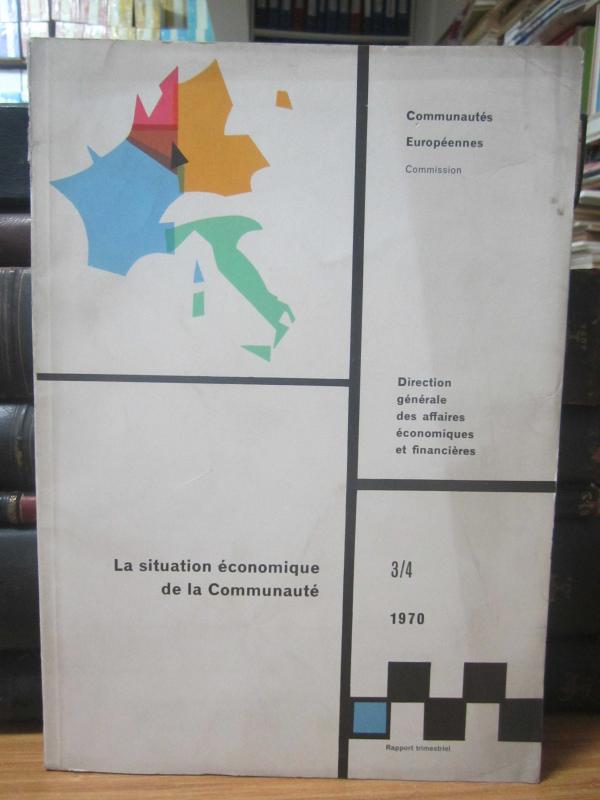 Communautés
Européennes
Commission
Direction
générale
des affaires
économiques
et financières
La situation économique
de la Communauté
3/4
1970
Rapport trimestriel